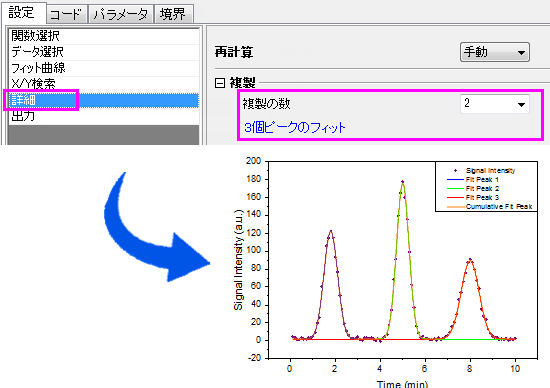 設定 コード パラメータ 境界
関数選択
データ選択
フィット曲線
X/Y検索
詳細
出力
再計算 手動
複製
複製の数 2
3個ピークのフィット
Signal Intensity
Fit Peak 1
Fit Peak 2
Fit Peak 3
Cumulative Fit Peak
Signal Intensity (a.u.)
200
180
160
140
120
100
80
60
40
20
0
-20
0 2 4 6 8 10
Time (min)